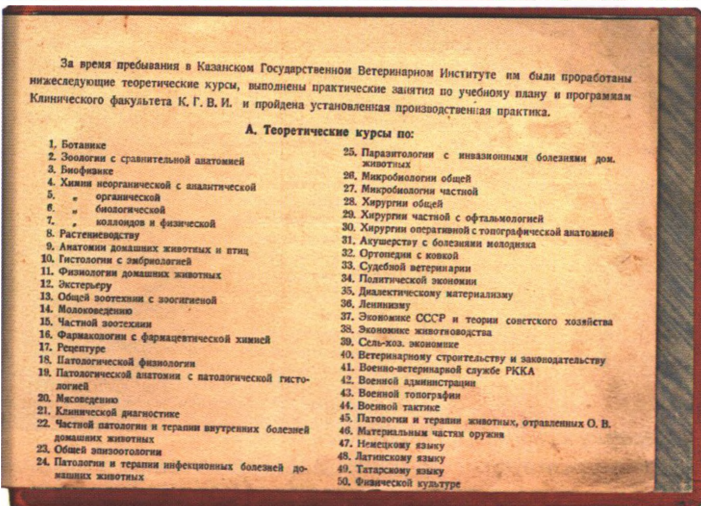 За время пребывания в Казанском Государственном Ветеринарном Институте им были проработаны
нижеследующие теоретические курсы, выполнены практические занятия по учебному плану и программам
Клинического факультета К. Г. В. И. и пройдена установленная производственная практика.
А. Теоретические курсы по:
1. Ботанике
2. Зоологии с сравнительной анатомией
3. Биофизике
4. Химии неорганической с аналитической
5. „ органической
6. „ биологической
7. „ коллоидов и физической
8. Растениеводству
9. Анатомии домашних животных и птиц
10. Гистологии с эмбриологией
11. Физиологии домашних животных
12. Экстерьеру
13. Общей зоотехнии с зоогигиеной
14. Молоковедению
15. Частной зоотехнии
16. Фармакологии с фармацевтической химией
17. Рецептуре
18. Патологической физиологии
19. Патологической анатомии с патологической гисто-
логией
20. Мясоведению
21. Клинической диагностике
22. Частной патологии и терапии внутренних болезней
домашних животных
23. Общей эпизоотологии
24. Патологии и терапии инфекционных болезней до-
машних животных
25. Паразитологии с инвазионными болезнями дом.
животных
26. Микробиологии общей
27. Микробиологии частной
28. Хирургии общей
29. Хирургии частной с офтальмологией
30. Хирургии оперативной с топографической анатомией
31. Акушерству с болезнями молодняка
32. Ортопедии с ковкой
33. Судебной ветеринарии
34. Политической экономии
35. Диалектическому материализму
36. Ленинизму
37. Экономике СССР и теории советского хозяйства
38. Экономике животноводства
39. Сель-хоз. экономике
40. Ветеринарному строительству и законодательству
41. Военно-ветеринарной службе РККА
42. Военной администрации
43. Военной топографии
44. Военной тактике
45. Патологии и терапии животных, отравленных О. В.
46. Материальным частям оружия
47. Немецкому языку
48. Латинскому языку
49. Татарскому языку
50. Физической культуре